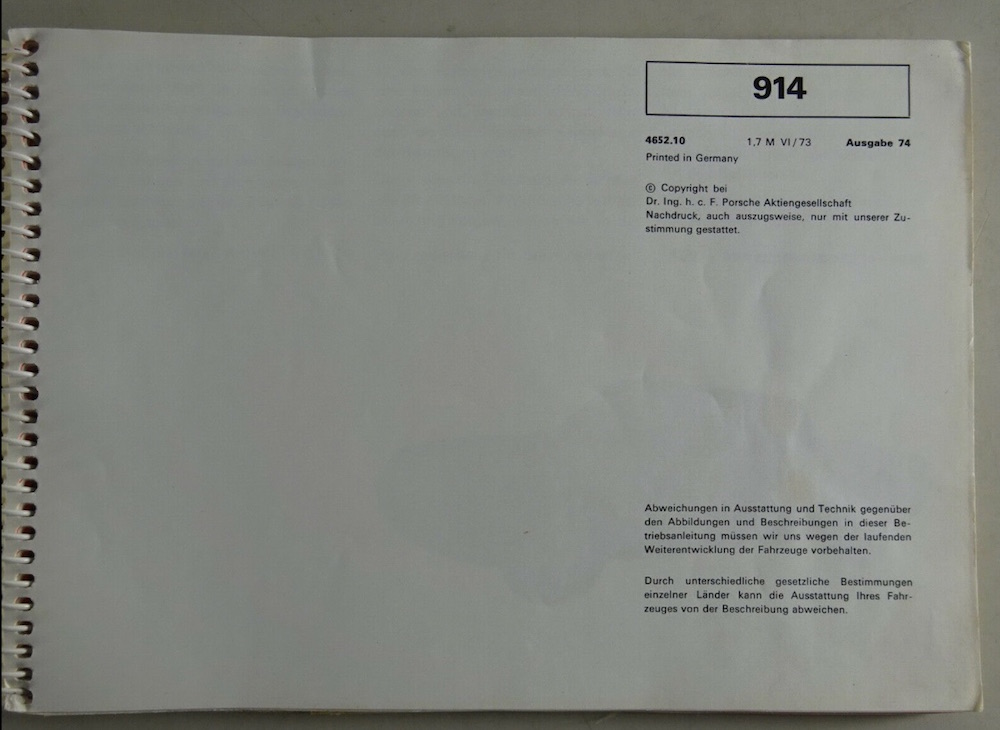 914
4652.10 1,7 M VI/73 Ausgabe 74
Printed in Germany
© Copyright bei
Dr. Ing. h. c. F. Porsche Aktiengesellschaft
Nachdruck, auch auszugsweise, nur mit unserer Zu-
stimmung gestattet.
Abweichungen in Ausstattung und Technik gegenüber
den Abbildungen und Beschreibungen in dieser Be-
triebsanleitung müssen wir uns wegen der laufenden
Weiterentwicklung der Fahrzeuge vorbehalten.
Durch unterschiedliche gesetzliche Bestimmungen
einzelner Länder kann die Ausstattung Ihres Fahr-
zeuges von der Beschreibung abweichen.